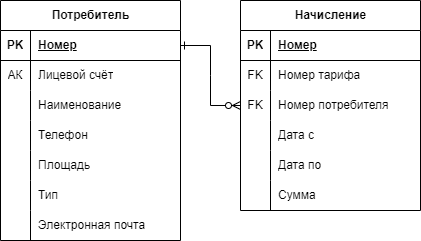 Потребитель
PK Номер
АК Лицевой счёт
Наименование
Телефон
Площадь
Тип
Электронная почта
Начисление
PK Номер
FK Номер тарифа
FK Номер потребителя
Дата с
Дата по
Сумма